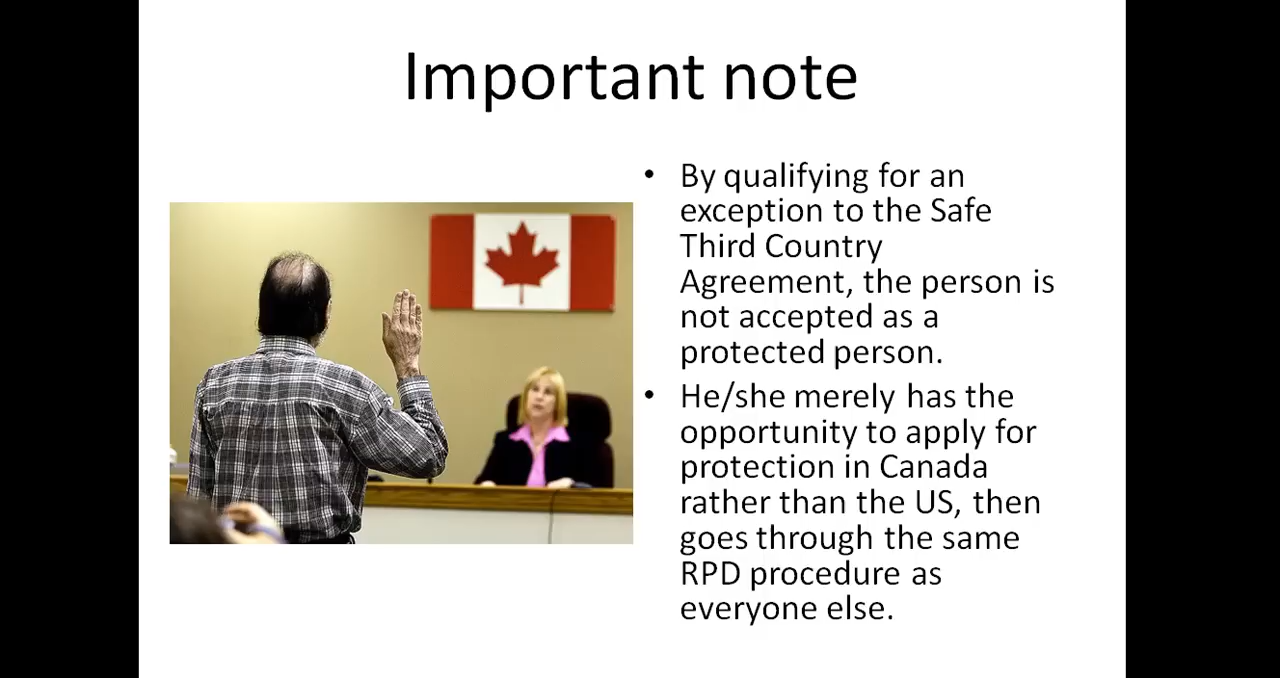 Important note
• By qualifying for an
exception to the Safe
Third Country
Agreement, the person is
not accepted as a
protected person.
• He/she merely has the
opportunity to apply for
protection in Canada
rather than the US, then
goes through the same
RPD procedure as
everyone else.